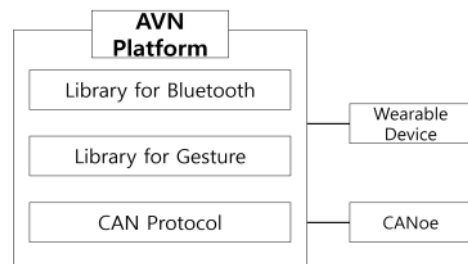 AVN
Platform
Library for Bluetooth
Library for Gesture
CAN Protocol
Wearable
Device
CANoe